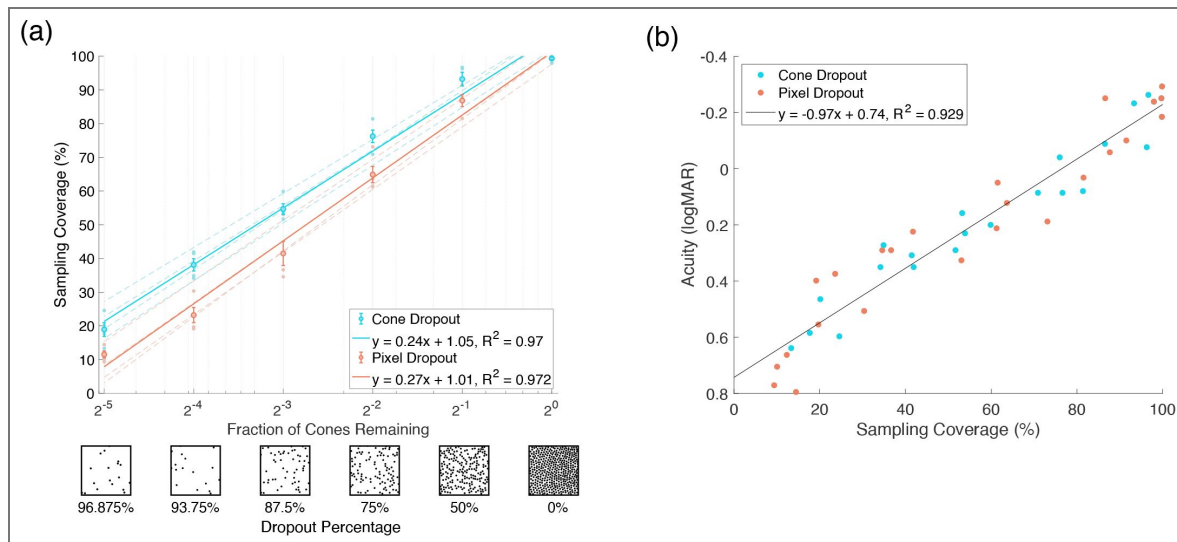 (a)
100
90
80
70
60
50
40
30
20
10
0
Sampling Coverage (%)
Cone Dropout
y = 0.24x + 1.05, R² = 0.97
Pixel Dropout
y = 0.27x + 1.01, R² = 0.972
2⁻⁵ 2⁻⁴ 2⁻³ 2⁻² 2⁻¹ 2⁰
Fraction of Cones Remaining
96.875% 93.75% 87.5% 75% 50% 0%
Dropout Percentage
(b)
-0.4
-0.2
0
0.2
0.4
0.6
0.8
Acuity (logMAR)
Cone Dropout
Pixel Dropout
y = -0.97x + 0.74, R² = 0.929
0 20 40 60 80 100
Sampling Coverage (%)